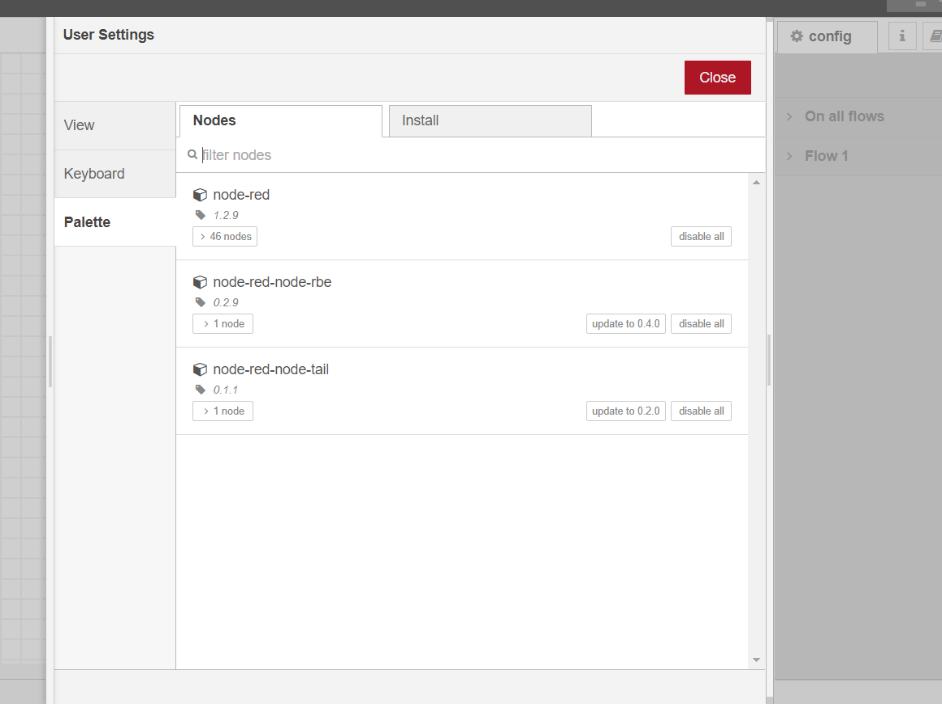 User Settings
config
Close
View
Nodes
Install
On all flows
filter nodes
Flow 1
Keyboard
node-red
1.2.9
46 nodes
disable all
Palette
node-red-node-rbe
0.2.9
1 node
update to 0.4.0
disable all
node-red-node-tail
0.1.1
1 node
update to 0.2.0
disable all